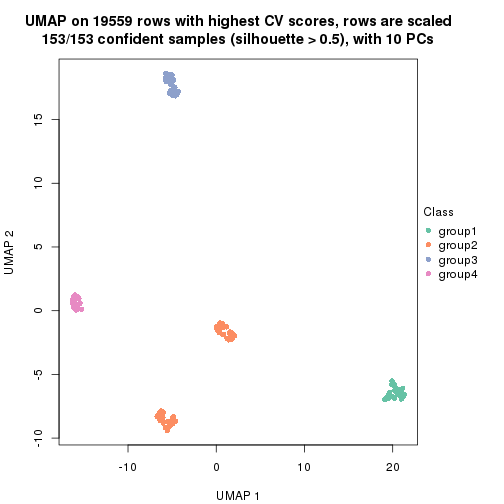 UMAP on 19559 rows with highest CV scores, rows are scaled
153/153 confident samples (silhouette > 0.5), with 10 PCs
15
10
5
0
-5
-10
UMAP 2
-10
0
10
20
UMAP 1
Class
group1
group2
group3
group4